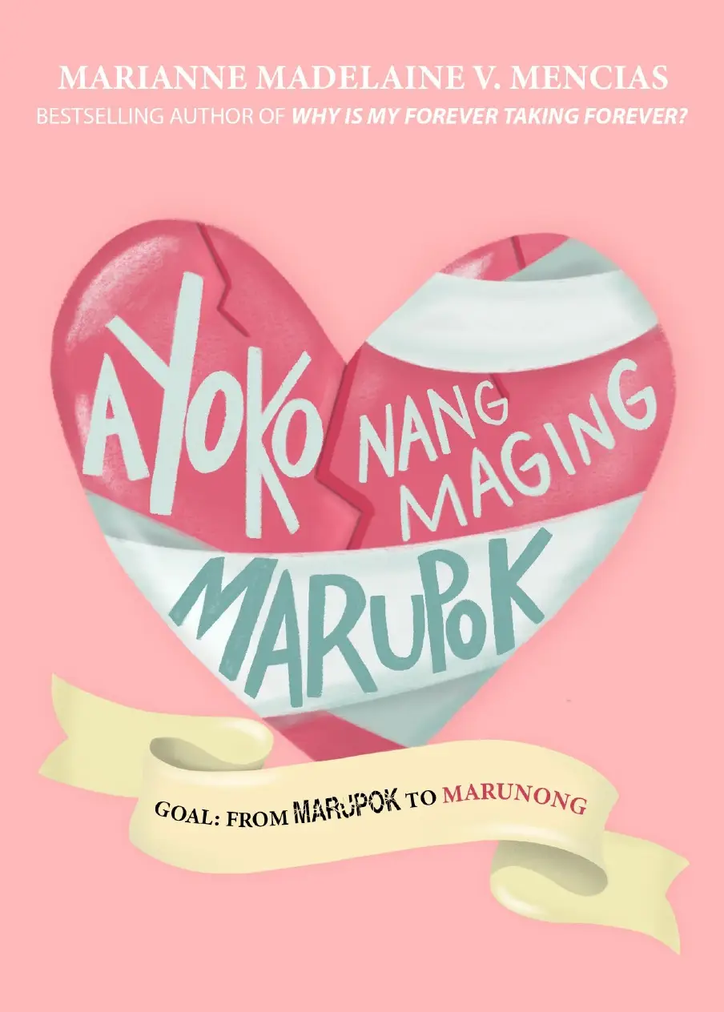 MARIANNE MADELAINE V. MENCIAS
BESTSELLING AUTHOR OF WHY IS MY FOREVER TAKING FOREVER?
AYOKO
NANG
MAGING
MARUPOK
GOAL: FROM MARUPOK TO MARUNONG